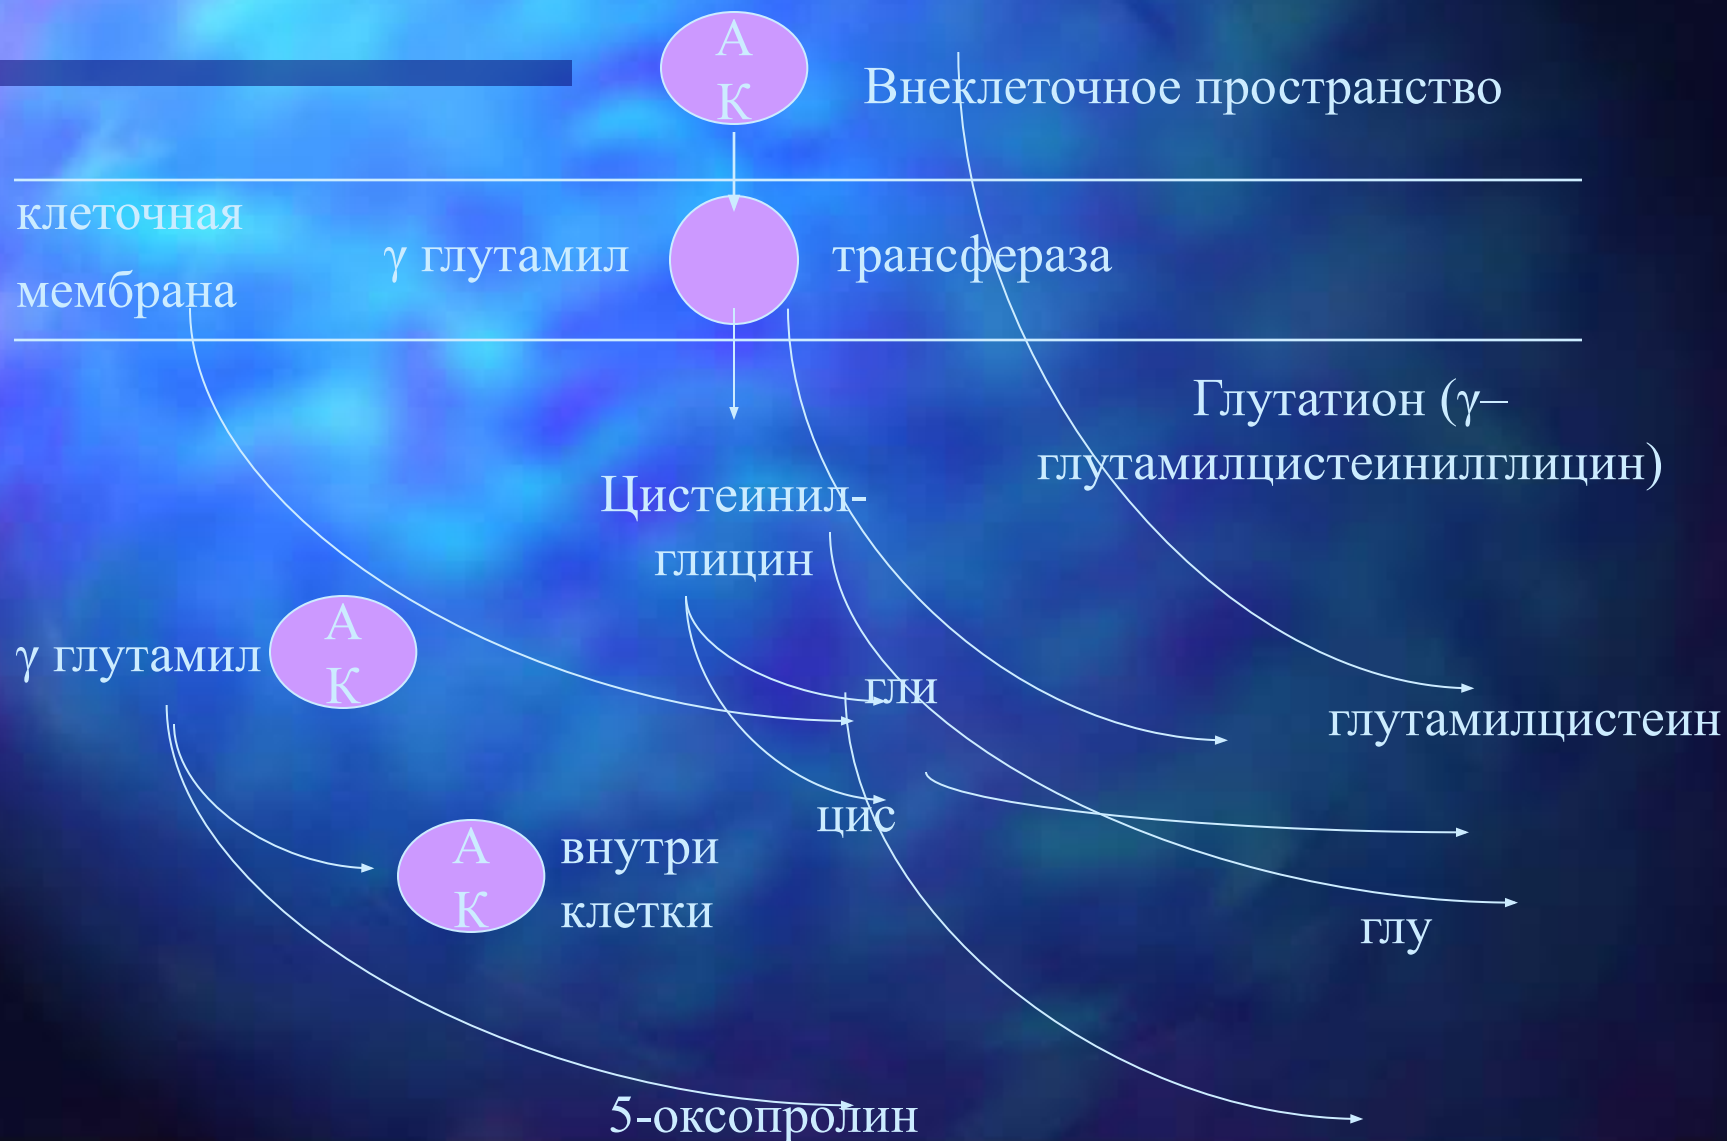 А
К
Внеклеточное пространство
клеточная
мембрана
γ глутамил
трансфераза
Глутатион (γ–
глутамилцистеинилглицин)
Цистеинил-
глицин
γ глутамил
А
К
гли
глутамилцистеин
цис
А
К
внутри
клетки
глу
5-оксопролин